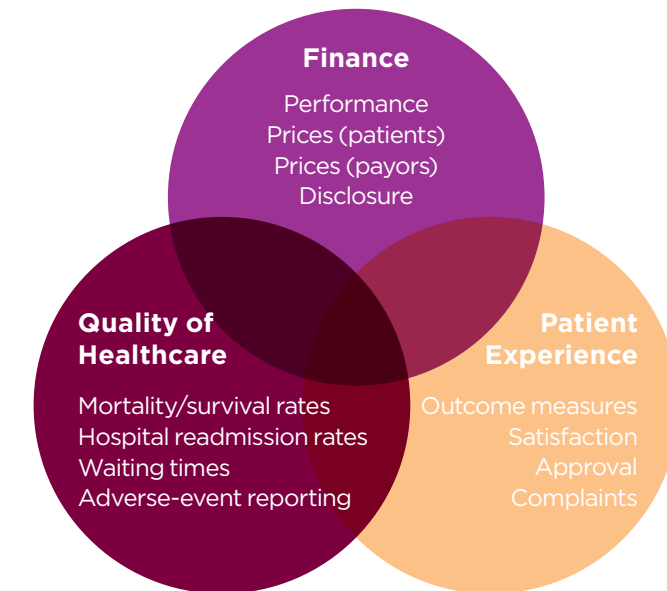 Finance
Performance
Prices (patients)
Prices (payors)
Disclosure
Quality of
Healthcare
Mortality/survival rates
Hospital readmission rates
Waiting times
Adverse-event reporting
Patient
Experience
Outcome measures
Satisfaction
Approval
Complaints